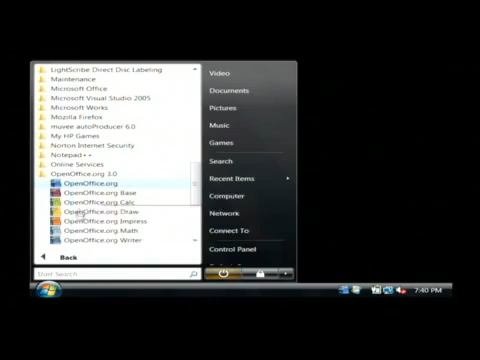 LightScribe Direct Disc Labeling
Maintenance
Microsoft Office
Microsoft Visual Studio 2005
Microsoft Works
Mozilla Firefox
muvee autoProducer 6.0
My HP Games
Norton Internet Security
Notepad++
Online Services
OpenOffice.org 3.0
OpenOffice.org
OpenOffice.org Base
OpenOffice.org Calc
OpenOffice.org Draw
OpenOffice.org Impress
OpenOffice.org Math
OpenOffice.org Writer
Back
Start Search
Video
Documents
Pictures
Music
Games
Search
Recent Items
Computer
Network
Connect To
Control Panel
7:40 PM